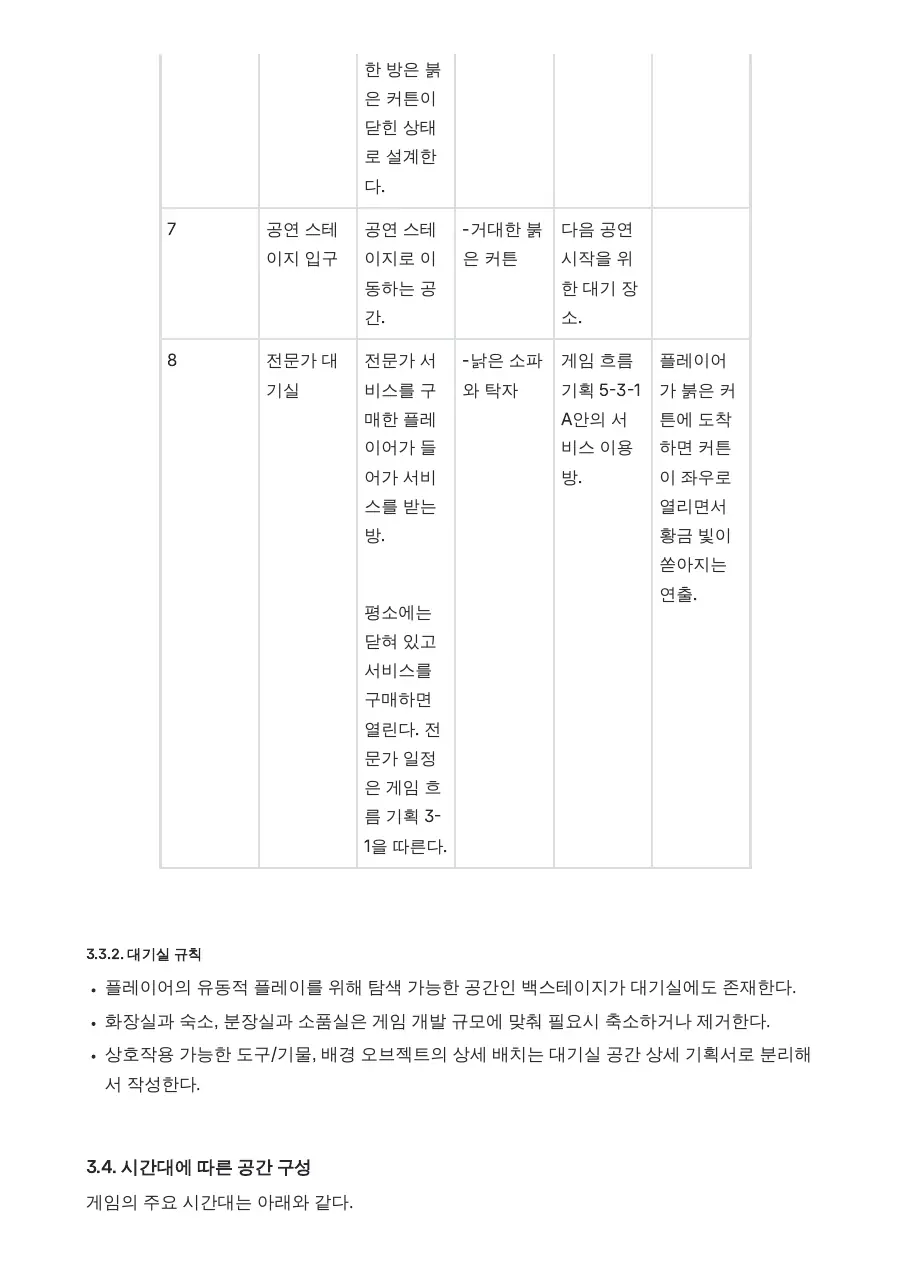 한 방은 붉
은 커튼이
닫힌 상태
로 설계한
다.
7
공연 스테
이지 입구
공연 스테
이지로 이
동하는 공
간.
-거대한 붉
은 커튼
다음 공연
시작을 위
한 대기 장
소.
8
전문가 대
기실
전문가 서
비스를 구
매한 플레
이어가 들
어가 서비
스를 받는
방.
평소에는
닫혀 있고
서비스를
구매하면
열린다. 전
문가 일정
은 게임 흐
름 기획 3-
1을 따른다.
-낡은 소파
와 탁자
게임 흐름
기획 5-3-1
A안의 서
비스 이용
방.
플레이어
가 붉은 커
튼에 도착
하면 커튼
이 좌우로
열리면서
황금 빛이
쏟아지는
연출.
3.3.2. 대기실 규칙
• 플레이어의 유동적 플레이를 위해 탐색 가능한 공간인 백스테이지가 대기실에도 존재한다.
• 화장실과 숙소, 분장실과 소품실은 게임 개발 규모에 맞춰 필요시 축소하거나 제거한다.
• 상호작용 가능한 도구/기물, 배경 오브젝트의 상세 배치는 대기실 공간 상세 기획서로 분리해
서 작성한다.
3.4. 시간대에 따른 공간 구성
게임의 주요 시간대는 아래와 같다.